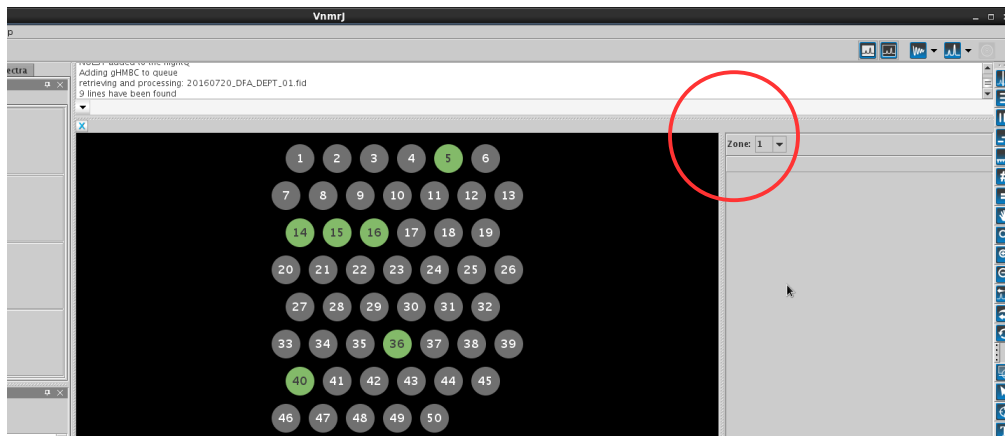 VnmrJ
p
ectra
Adding gHMBC to queue
retrieving and processing: 20160720_DFA_DEPT_01.fid
9 lines have been found
X
Zone: 1
1 2 3 4 5 6
7 8 9 10 11 12 13
14 15 16 17 18 19
20 21 22 23 24 25 26
27 28 29 30 31 32
33 34 35 36 37 38 39
40 41 42 43 44 45
46 47 48 49 50